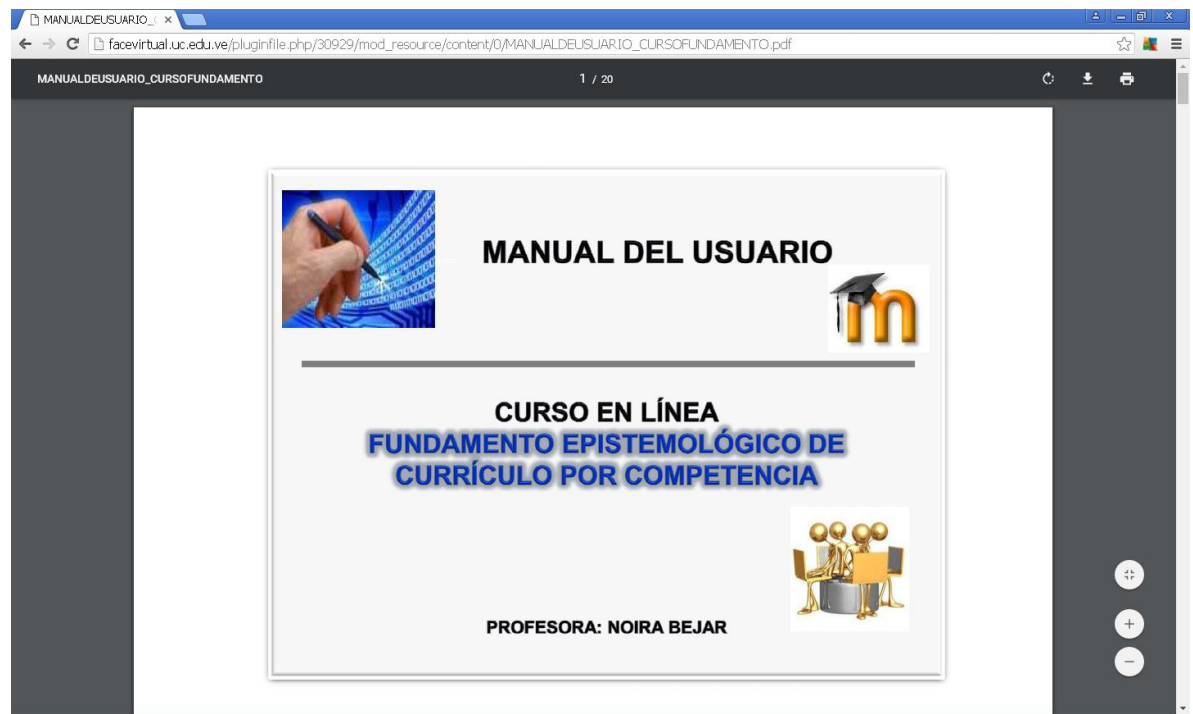 MANUALDEUSUARIO_C
facevirtual.uc.edu.ve/pluginfile.php/30929/mod_resource/content/0/MANUALDEUSUARIO_CURSOFUNDAMENTO.pdf
MANUALDEUSUARIO_CURSOFUNDAMENTO 1 / 20
MANUAL DEL USUARIO
m
CURSO EN LÍNEA
FUNDAMENTO EPISTEMOLÓGICO DE
CURRÍCULO POR COMPETENCIA
PROFESORA: NOIRA BEJAR